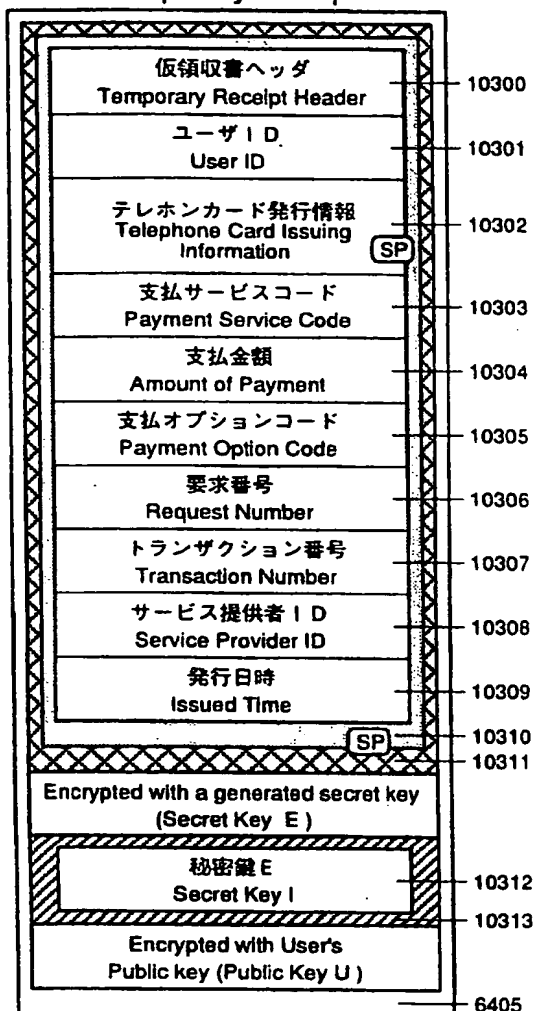 仮領収書ヘッダ
Temporary Receipt Header
10300
ユーザID
User ID
10301
テレホンカード発行情報
Telephone Card Issuing
Information
10302
SP
支払サービスコード
Payment Service Code
10303
支払金額
Amount of Payment
10304
支払オプションコード
Payment Option Code
10305
要求番号
Request Number
10306
トランザクション番号
Transaction Number
10307
サービス提供者ID
Service Provider ID
10308
発行日時
Issued Time
10309
SP
10310
10311
Encrypted with a generated secret key
(Secret Key E )
秘密鍵E
Secret Key I
10312
10313
Encrypted with User's
Public key (Public Key U )
6405